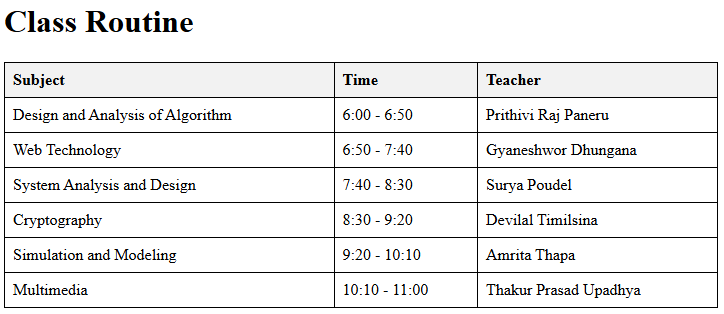 Class Routine
Subject Time Teacher
Design and Analysis of Algorithm 6:00 - 6:50 Prithivi Raj Paneru
Web Technology 6:50 - 7:40 Gyaneshwor Dhungana
System Analysis and Design 7:40 - 8:30 Surya Poudel
Cryptography 8:30 - 9:20 Devilal Timilsina
Simulation and Modeling 9:20 - 10:10 Amrita Thapa
Multimedia 10:10 - 11:00 Thakur Prasad Upadhya